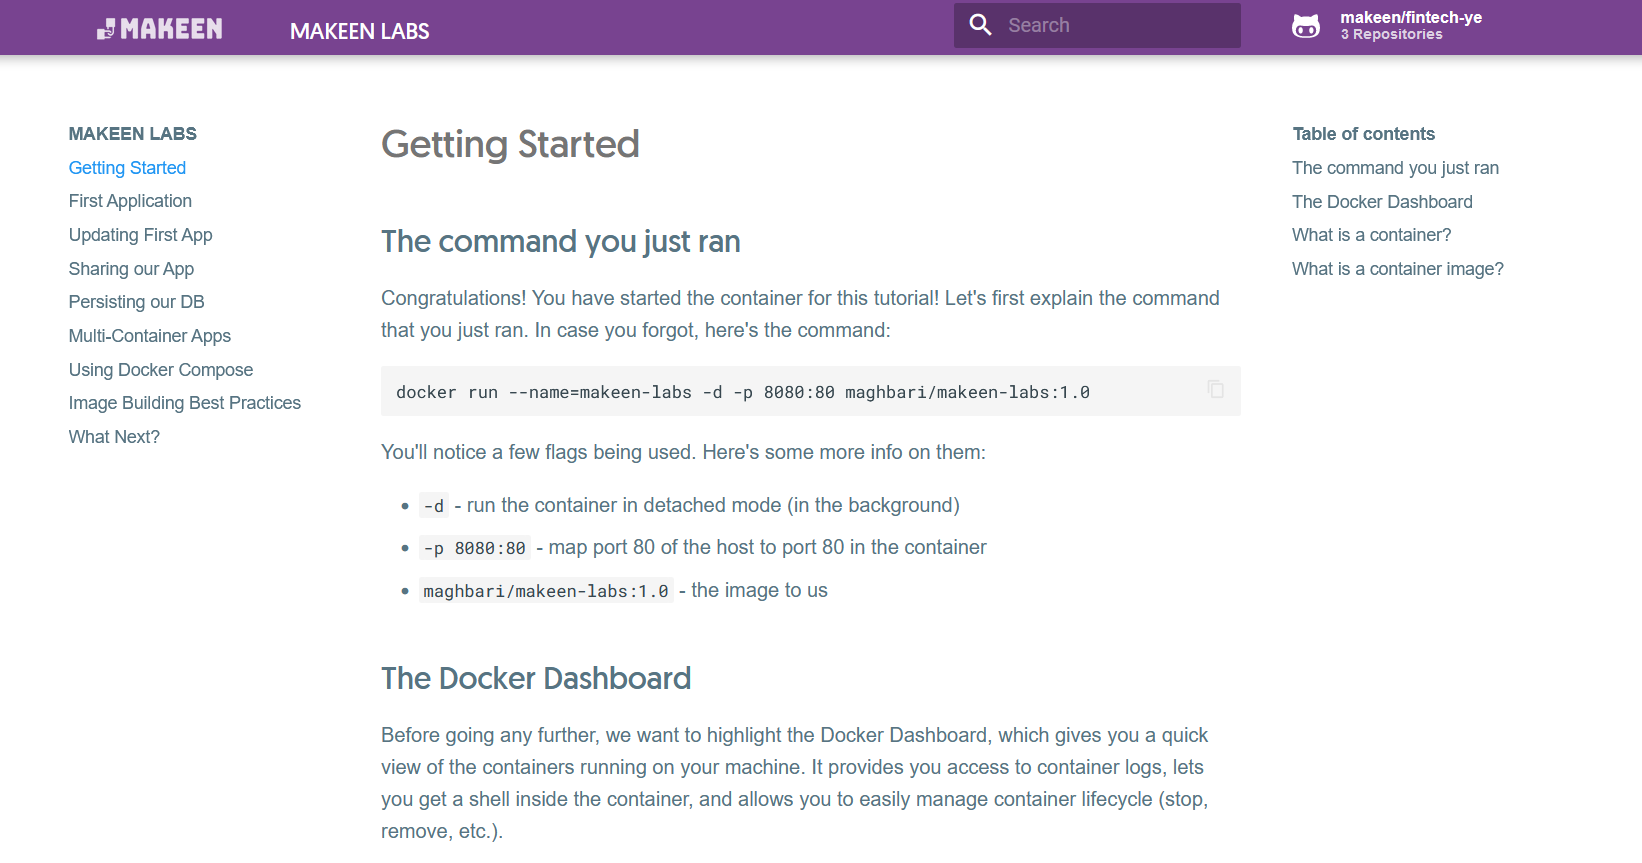 MAKEEN
MAKEEN LABS
Search
makeen/fintech-ye
3 Repositories
MAKEEN LABS
Getting Started
First Application
Updating First App
Sharing our App
Persisting our DB
Multi-Container Apps
Using Docker Compose
Image Building Best Practices
What Next?
Getting Started
The command you just ran
Congratulations! You have started the container for this tutorial! Let's first explain the command
that you just ran. In case you forgot, here's the command:
docker run --name=makeen-labs -d -p 8080:80 maghbari/makeen-labs:1.0
You'll notice a few flags being used. Here's some more info on them:
-d - run the container in detached mode (in the background)
-p 8080:80 - map port 80 of the host to port 80 in the container
maghbari/makeen-labs:1.0 - the image to us
The Docker Dashboard
Before going any further, we want to highlight the Docker Dashboard, which gives you a quick
view of the containers running on your machine. It provides you access to container logs, lets
you get a shell inside the container, and allows you to easily manage container lifecycle (stop,
remove, etc.).
Table of contents
The command you just ran
The Docker Dashboard
What is a container?
What is a container image?